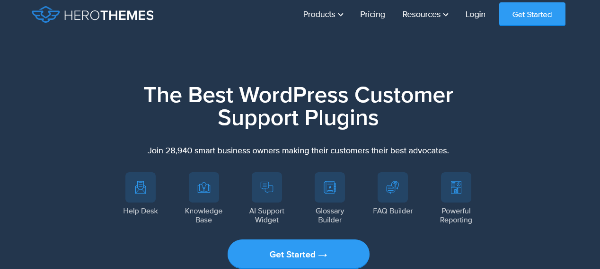 HEROTHEMES
Products Pricing Resources Login Get Started
The Best WordPress Customer
Support Plugins
Join 28,940 smart business owners making their customers their best advocates.
Help Desk
Knowledge
Base
AI Support
Widget
Glossary
Builder
FAQ Builder
Powerful
Reporting
Get Started →